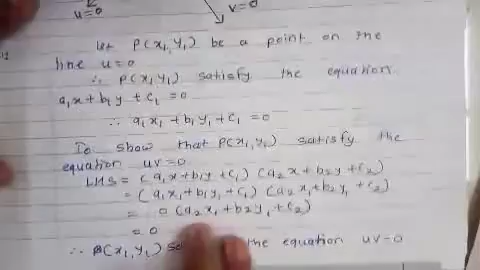 u=0 v=0
Let P(x₁,y₁) be a point on the
line u=0
∴ P(x₁,y₁) satisfy the equation
a₁x+b₁y+c₁=0
∴ a₁x₁+b₁y₁+c₁=0
To show that P(x₁,y₁) satisfy the
equation uv=0
LHS=(a₁x+b₁y+c₁)(a₂x+b₂y+c₂)
=(a₁x₁+b₁y₁+c₁)(a₂x₁+b₂y₁+c₂)
= 0(a₂x₁+b₂y₁+c₂)
=0
∴ P(x₁,y₁) the equation uv=0